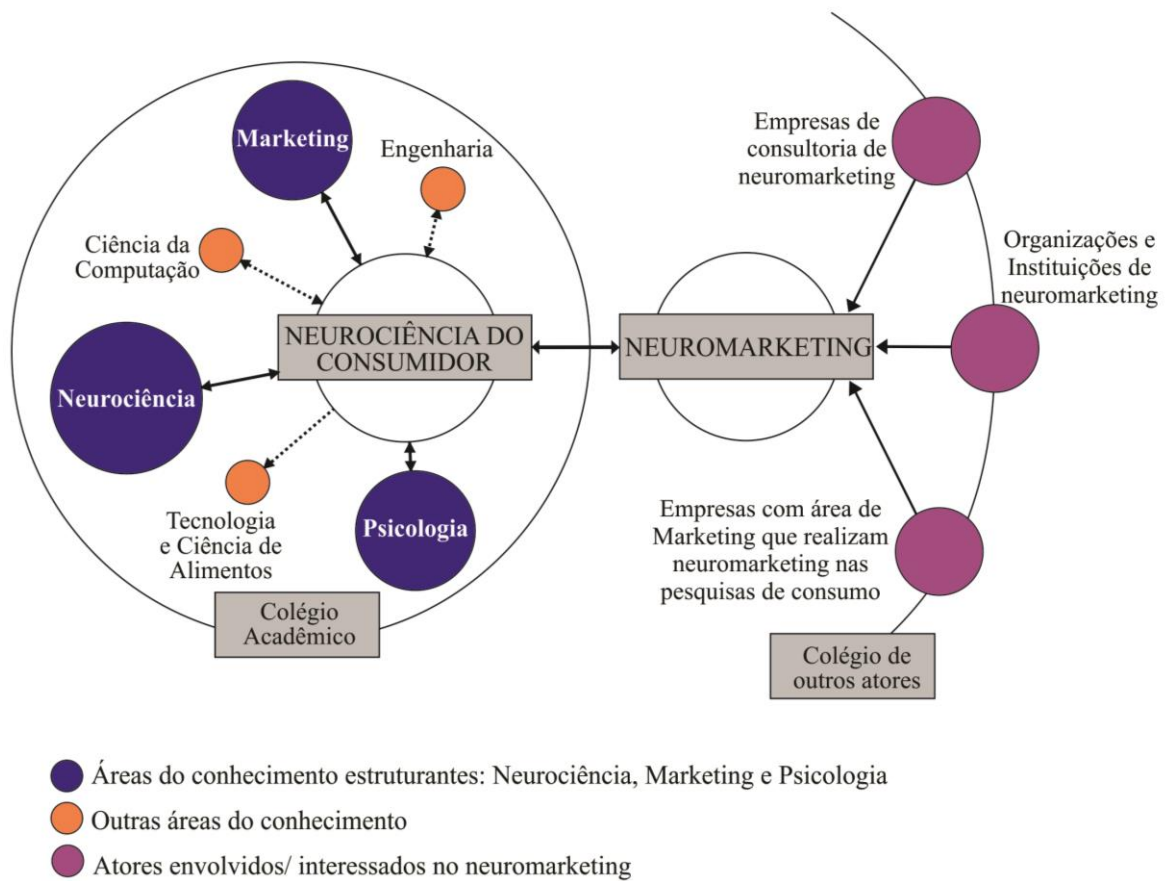 Marketing
Engenharia
Ciência da
Computação
NEUROCIÊNCIA DO
CONSUMIDOR
Neurociência
Tecnologia
e Ciência de
Alimentos
Psicologia
Colégio
Acadêmico
Empresas de
consultoria de
neuromarketing
Organizações e
Instituições de
neuromarketing
NEUROMARKETING
Empresas com área de
Marketing que realizam
neuromarketing nas
pesquisas de consumo
Colégio de
outros atores
Áreas do conhecimento estruturantes: Neurociência, Marketing e Psicologia
Outras áreas do conhecimento
Atores envolvidos/ interessados no neuromarketing